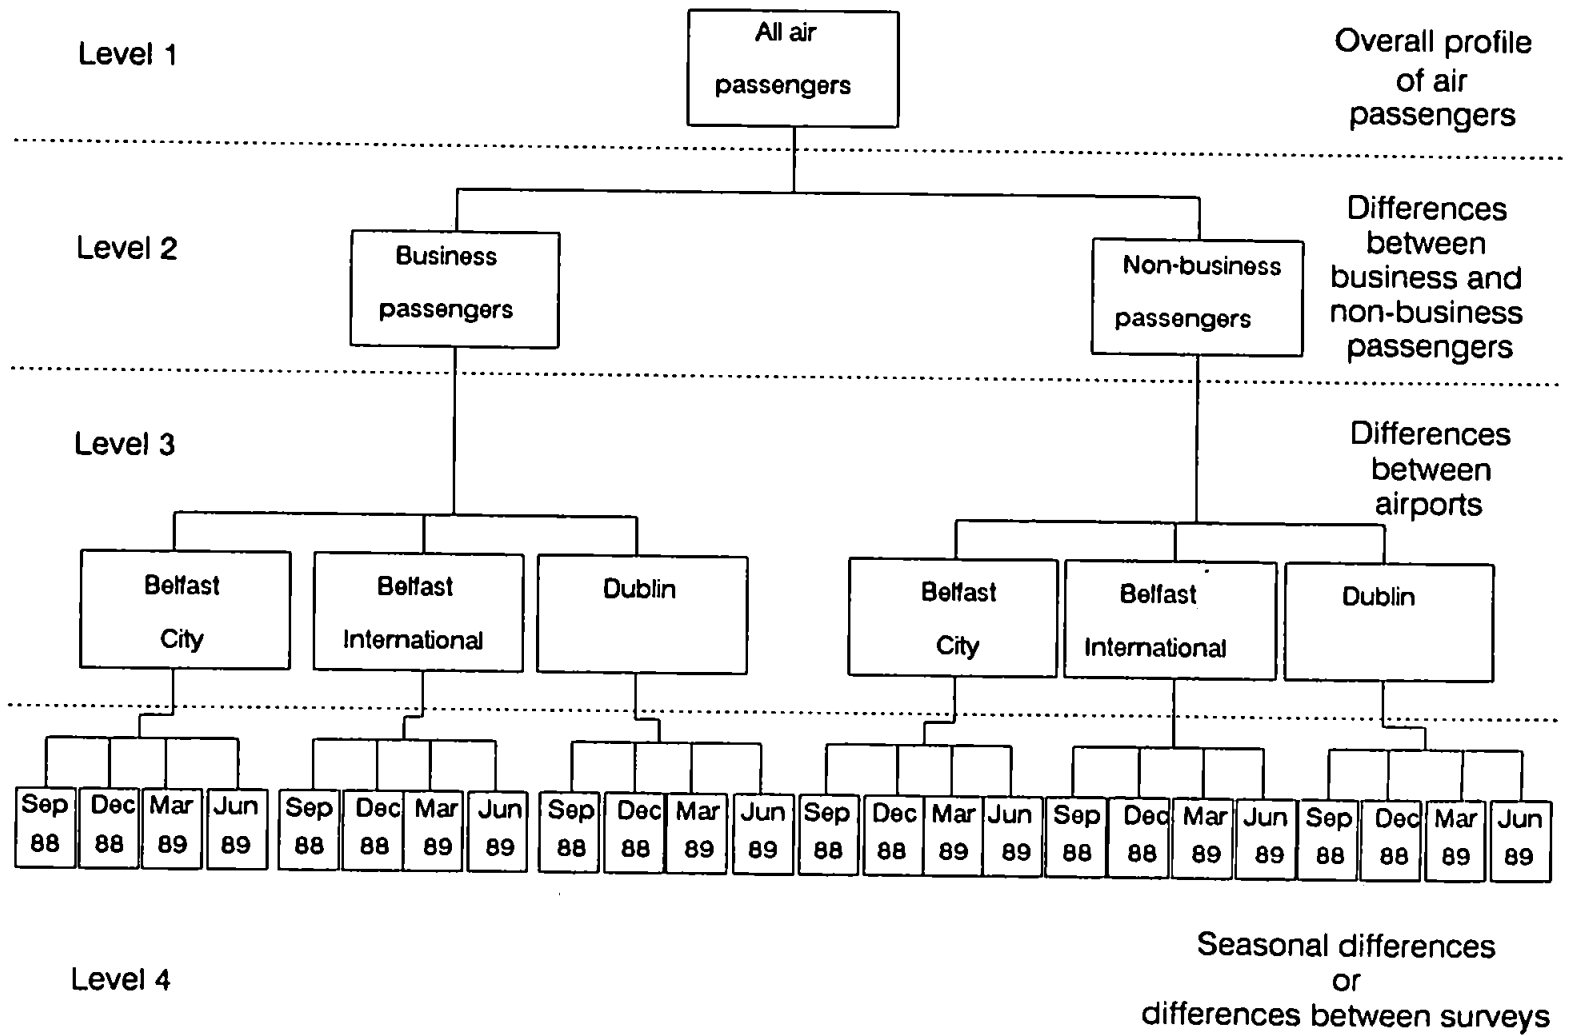 Level 1
All air
passengers
Overall profile
of air
passengers
Level 2
Business
passengers
Non-business
passengers
Differences
between
business and
non-business
passengers
Level 3
Differences
between
airports
Belfast
City
Belfast
International
Dublin
Belfast
City
Belfast
International
Dublin
Sep
88
Dec
88
Mar
89
Jun
89
Sep
88
Dec
88
Mar
89
Jun
89
Sep
88
Dec
88
Mar
89
Jun
89
Sep
88
Dec
88
Mar
89
Jun
89
Sep
88
Dec
88
Mar
89
Jun
89
Sep
88
Dec
88
Mar
89
Jun
89
Level 4
Seasonal differences
or
differences between surveys